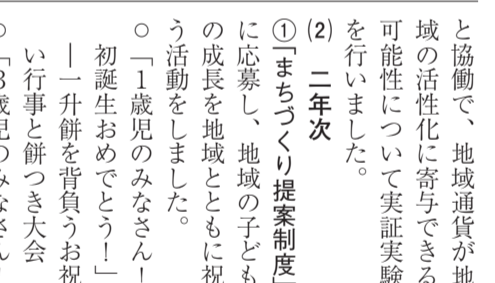 と協働で、地域通貨が地
域の活性化に寄与できる
可能性について実証実験
を行いました。
(2) 二年次
①「まちづくり提案制度」
に応募し、地域の子ども
の成長を地域とともに祝
う活動をしました。
○「1歳児のみなさん！
初誕生おめでとう！」
―一升餅を背負うお祝
い行事と餅つき大会
○「3歳児のみなさん！